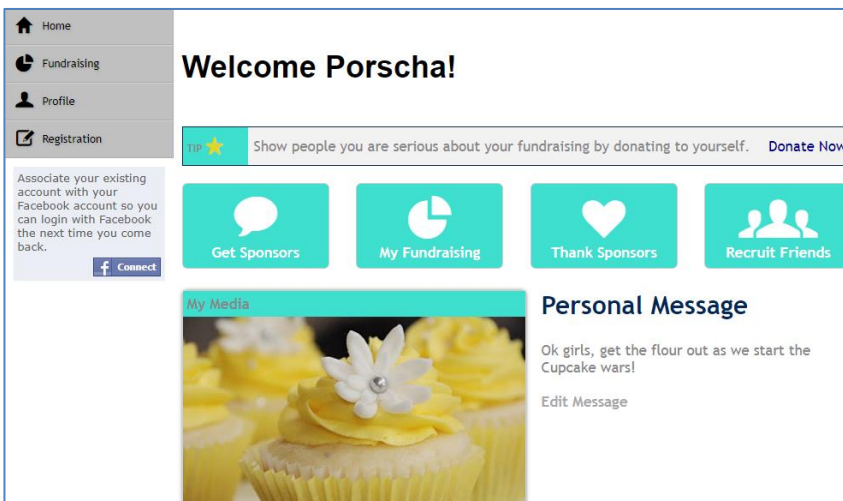 Home
Fundraising
Profile
Registration
Associate your existing
account with your
Facebook account so you
can login with Facebook
the next time you come
back.
f Connect
Welcome Porscha!
TIP Show people you are serious about your fundraising by donating to yourself. Donate Now
Get Sponsors
My Fundraising
Thank Sponsors
Recruit Friends
My Media
Personal Message
Ok girls, get the flour out as we start the
Cupcake wars!
Edit Message